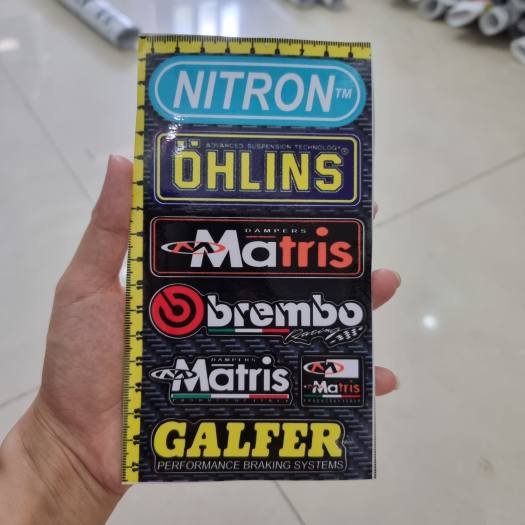 NITRON™
ADVANCED SUSPENSION TECHNOLOGY®
ÖHLINS
DAMPERS
Matris
brembo
Racing
DAMPERS
Matris
Matris
GALFER
PERFORMANCE BRAKING SYSTEMS